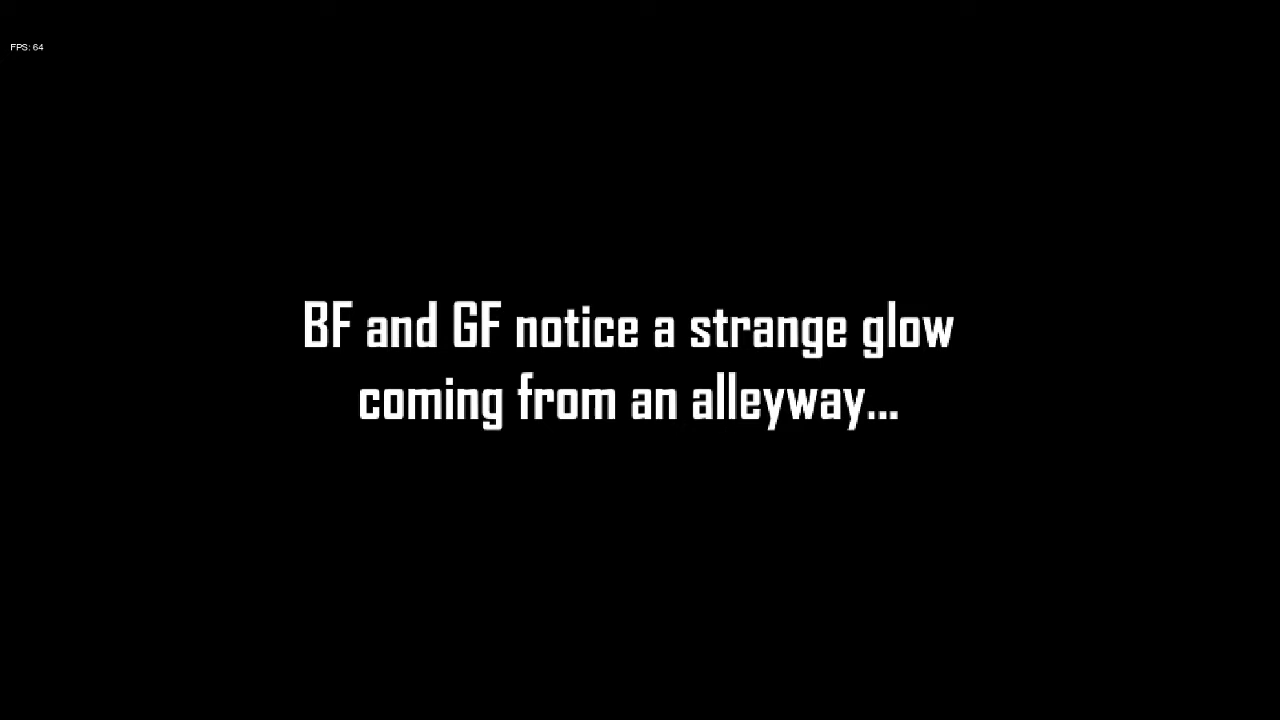 FPS: 64
BF and GF notice a strange glow
coming from an alleyway...